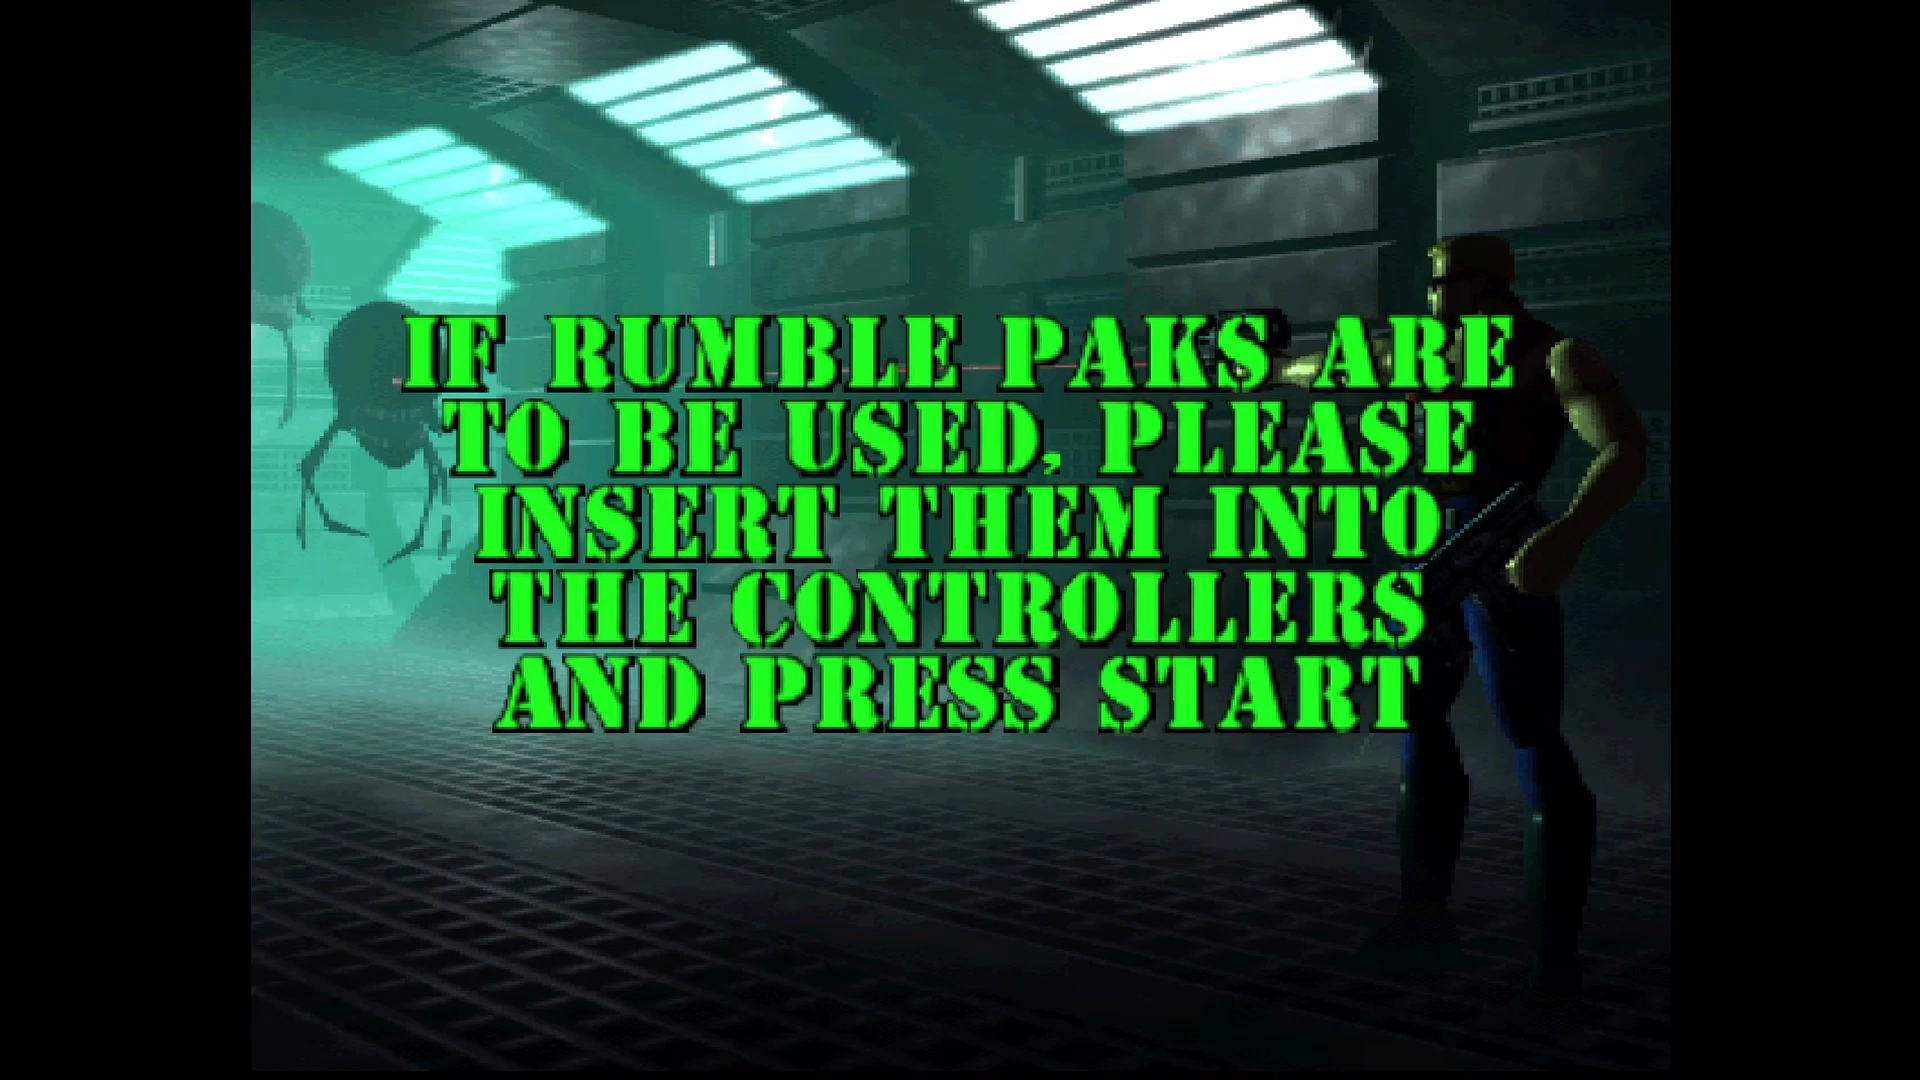 IF RUMBLE PAKS ARE
TO BE USED, PLEASE
INSERT THEM INTO
THE CONTROLLERS
AND PRESS START